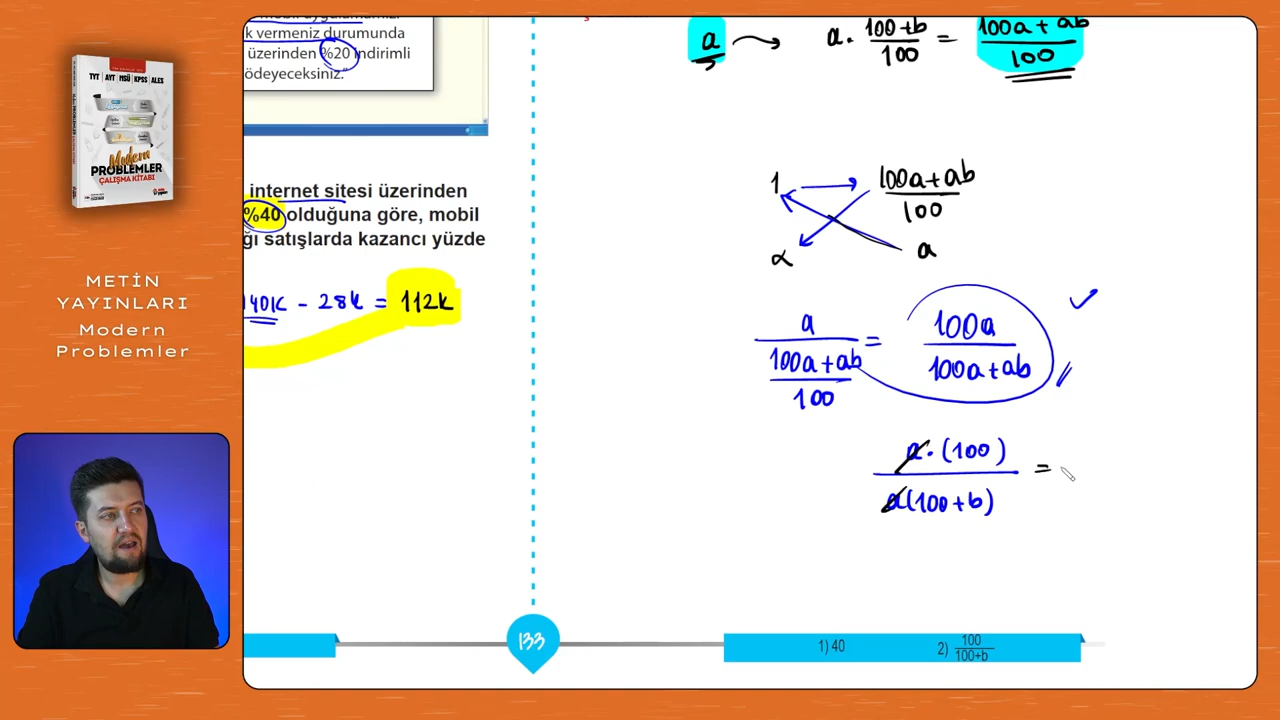 TYT | AYT | MSÜ | KPSS | ALES
Modern
PROBLEMLER
ÇALIŞMA KİTABI
METİN
YAYINLARI
Modern
Problemler
k vermeniz durumunda
üzerinden %20 indirimli
ödeyeceksiniz."
internet sitesi üzerinden
%40 olduğuna göre, mobil
ğı satışlarda kazancı yüzde
140k - 28k = 112k
a → a · (100+b)/100 = (100a+ab)/100
1 → (100a+ab)/100
α a
a/((100a+ab)/100) = 100a/(100a+ab) ✓
a·(100)/(a(100+b)) =
133
1) 40 2) 100/(100+b)